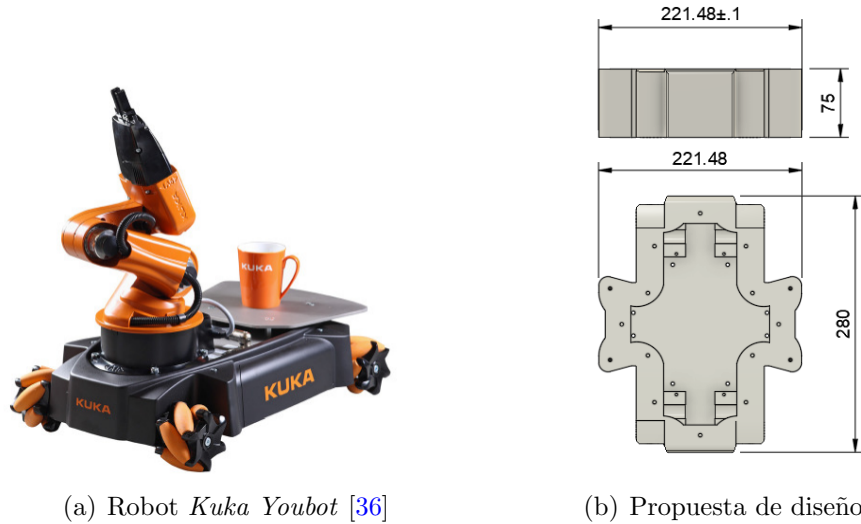 KUKA
KUKA
KUKA
(a) Robot Kuka Youbot [36]
221.48±.1
75
221.48
280
(b) Propuesta de diseño